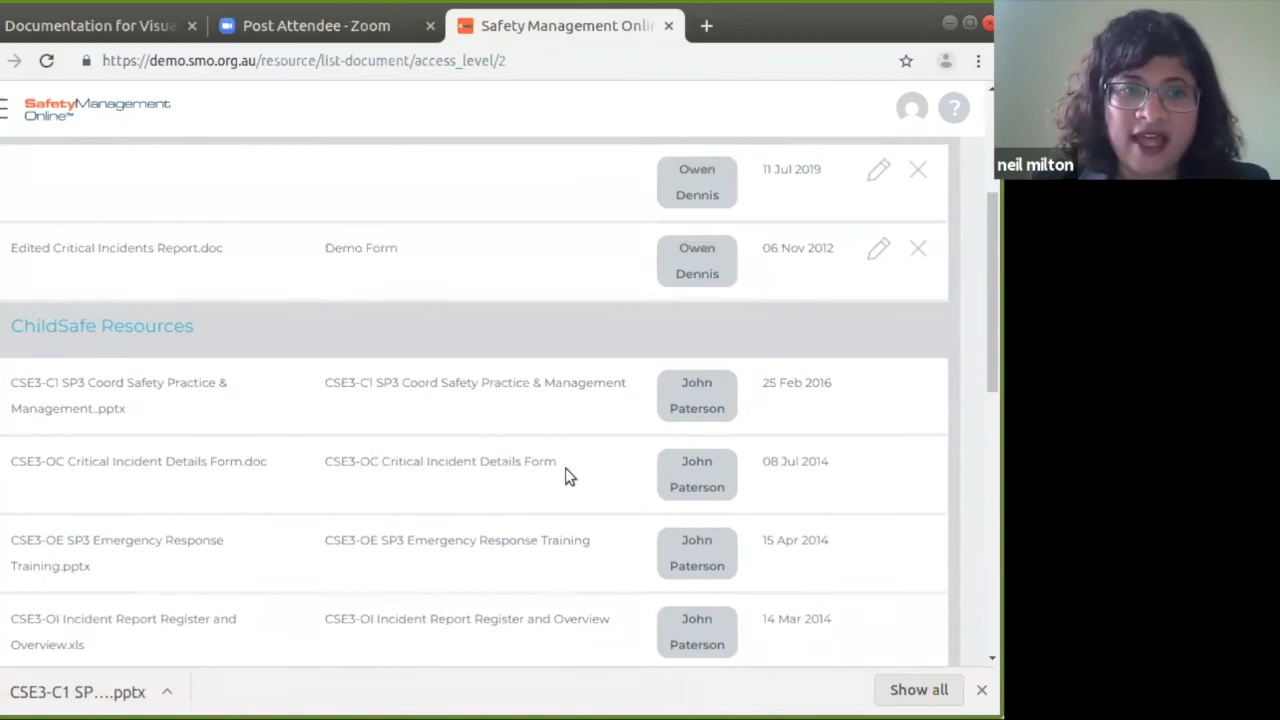 Documentation for Visua
Post Attendee - Zoom
Safety Management Onli
https://demo.smo.org.au/resource/list-document/access_level/2
SafetyManagement
Online™
?
neil milton
Owen
Dennis
11 Jul 2019
Edited Critical Incidents Report.doc
Demo Form
Owen
Dennis
06 Nov 2012
ChildSafe Resources
CSE3-C1 SP3 Coord Safety Practice &
Management_.pptx
CSE3-C1 SP3 Coord Safety Practice & Management
John
Paterson
25 Feb 2016
CSE3-OC Critical Incident Details Form.doc
CSE3-OC Critical Incident Details Form
John
Paterson
08 Jul 2014
CSE3-OE SP3 Emergency Response
Training.pptx
CSE3-OE SP3 Emergency Response Training
John
Paterson
15 Apr 2014
CSE3-OI Incident Report Register and
Overview.xls
CSE3-OI Incident Report Register and Overview
John
Paterson
14 Mar 2014
CSE3-C1 SP....pptx
Show all